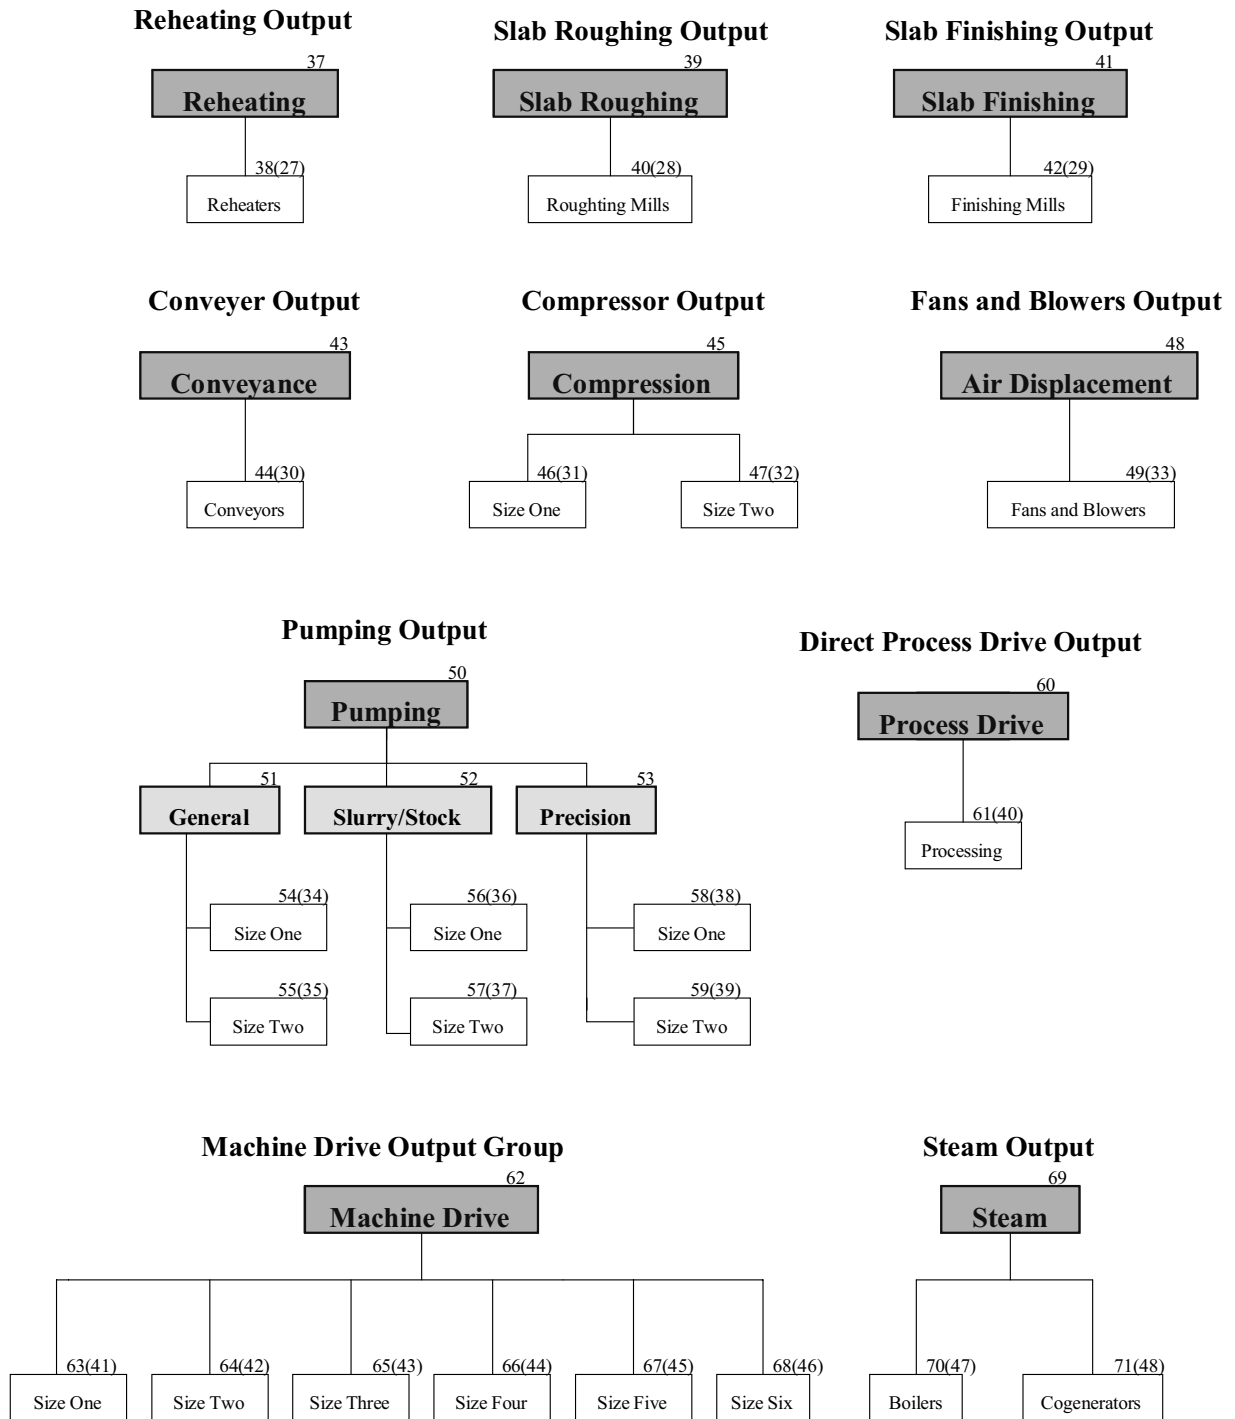 Reheating Output
Slab Roughing Output
Slab Finishing Output
37
39
41
Reheating
Slab Roughing
Slab Finishing
38(27)
40(28)
42(29)
Reheaters
Roughting Mills
Finishing Mills
Conveyer Output
Compressor Output
Fans and Blowers Output
43
45
48
Conveyance
Compression
Air Displacement
44(30)
46(31)
47(32)
49(33)
Conveyors
Size One
Size Two
Fans and Blowers
Pumping Output
Direct Process Drive Output
50
60
Pumping
Process Drive
51
52
53
General
Slurry/Stock
Precision
61(40)
Processing
54(34)
56(36)
58(38)
Size One
Size One
Size One
55(35)
57(37)
59(39)
Size Two
Size Two
Size Two
Machine Drive Output Group
Steam Output
62
69
Machine Drive
Steam
63(41)
64(42)
65(43)
66(44)
67(45)
68(46)
70(47)
71(48)
Size One
Size Two
Size Three
Size Four
Size Five
Size Six
Boilers
Cogenerators